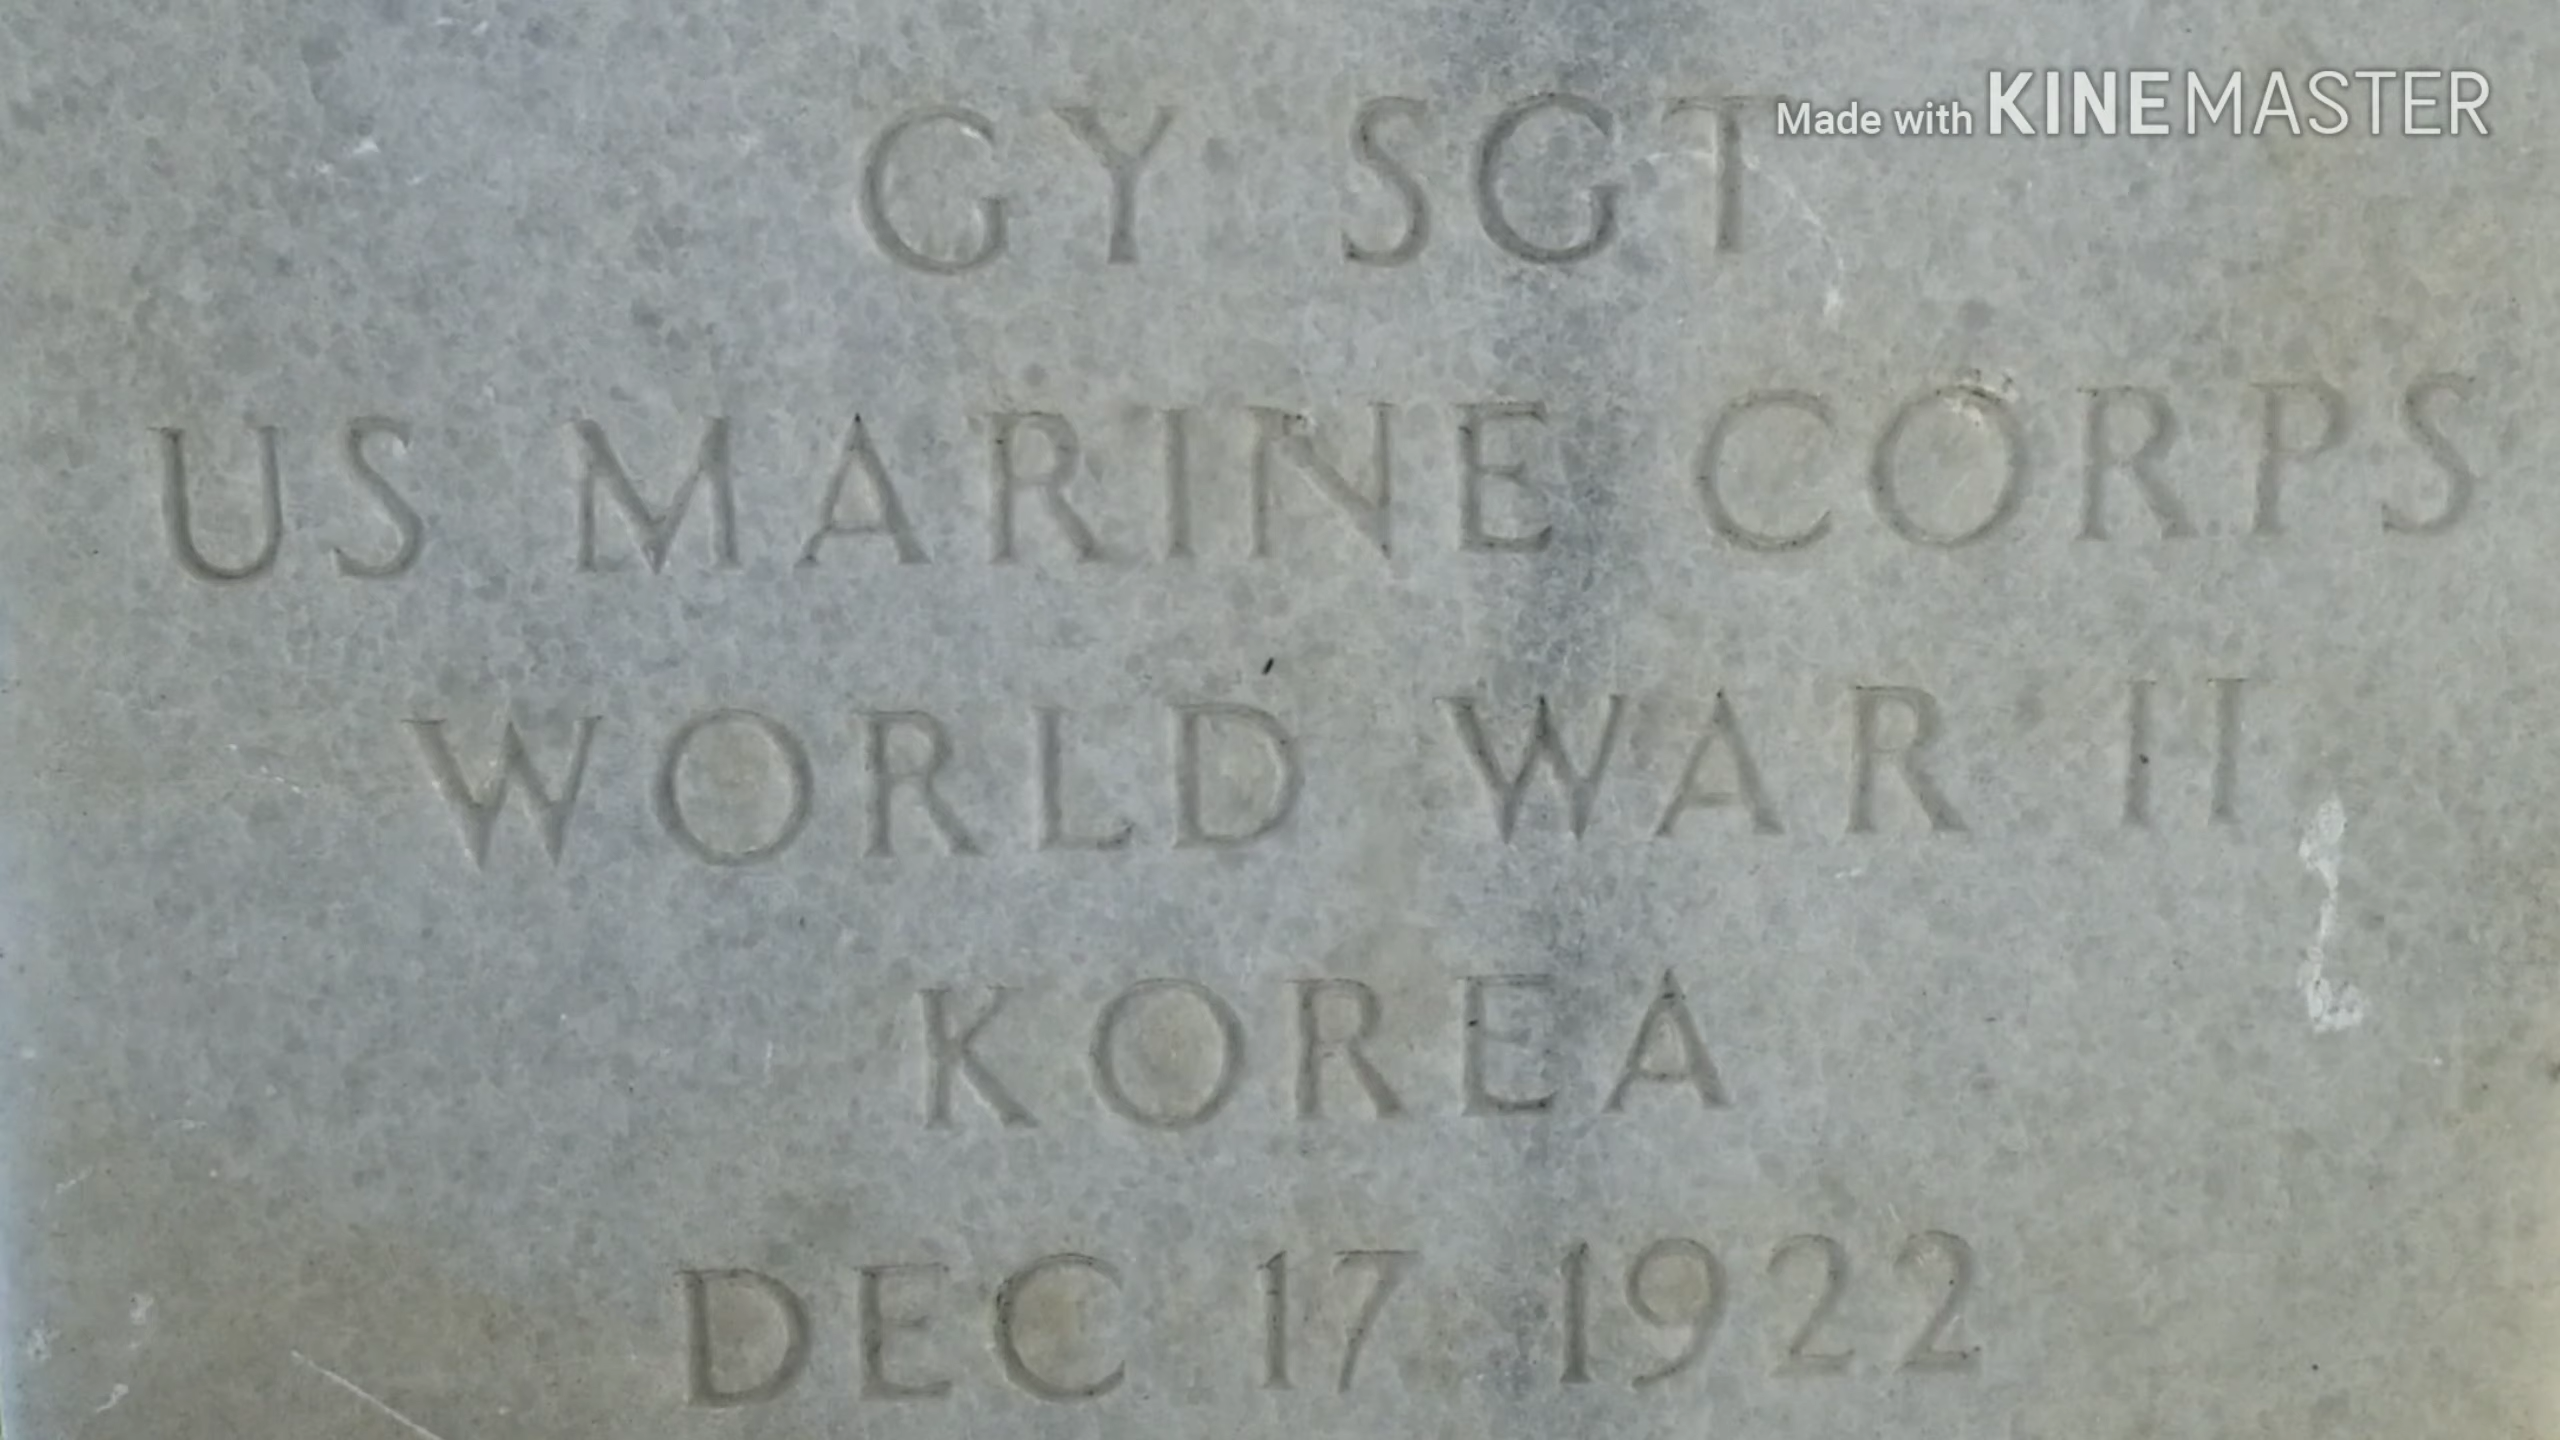 Made with KINEMASTER
GY SGT
US MARINE CORPS
WORLD WAR II
KOREA
DEC 17 1922